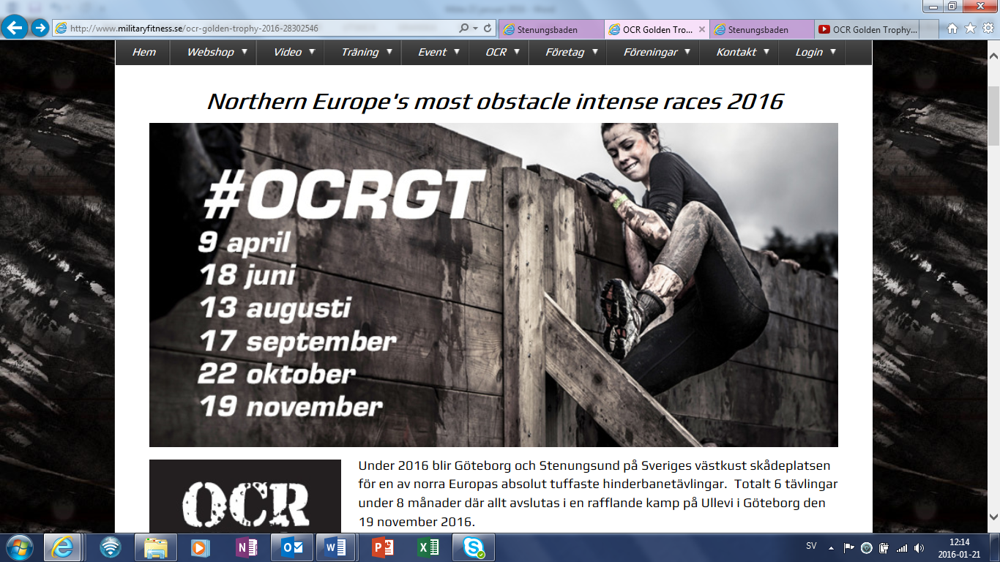 http://www.militaryfitness.se/ocr-golden-trophy-2016-28302546
Stenungsbaden
OCR Golden Tro...
Stenungsbaden
OCR Golden Trophy...
Hem Webshop Video Träning Event OCR Företag Föreningar Kontakt Login
Northern Europe's most obstacle intense races 2016
#OCRGT
9 april
18 juni
13 augusti
17 september
22 oktober
19 november
OCR
Under 2016 blir Göteborg och Stenungsund på Sveriges västkust skådeplatsen
för en av norra Europas absolut tuffaste hinderbanetävlingar. Totalt 6 tävlingar
under 8 månader där allt avslutas i en rafflande kamp på Ullevi i Göteborg den
19 november 2016.
SV
12:14
2016-01-21